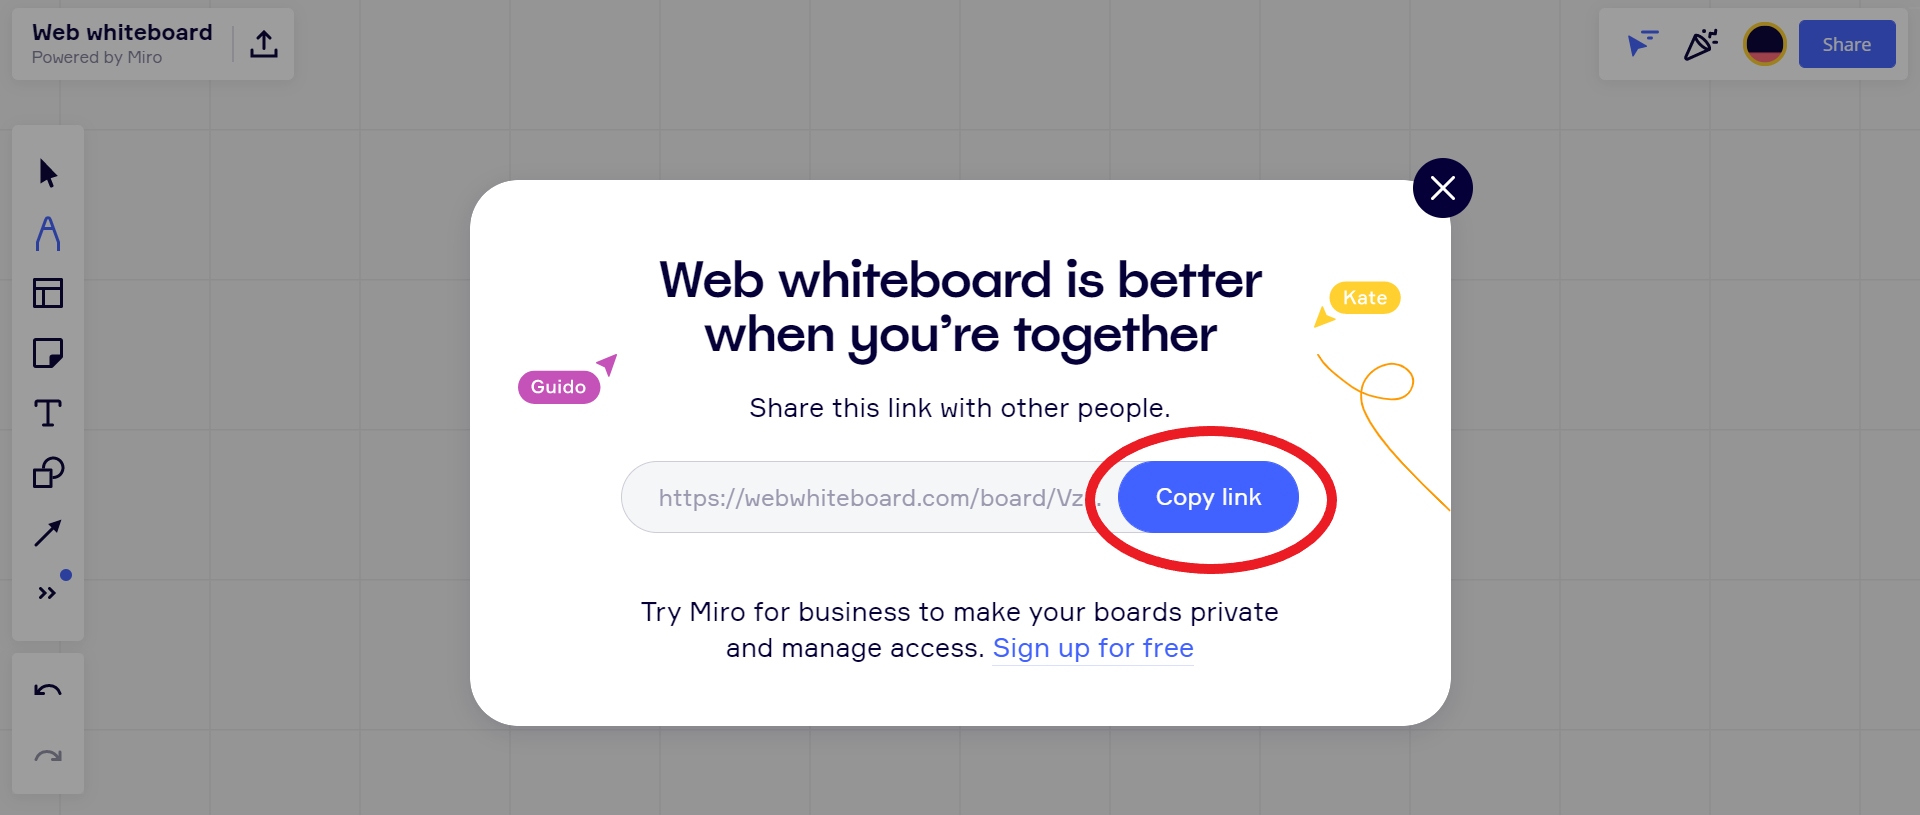 Web whiteboard
Powered by Miro
Share
Web whiteboard is better
when you're together
Kate
Guido
Share this link with other people.
https://webwhiteboard.com/board/Vz
Copy link
Try Miro for business to make your boards private
and manage access. Sign up for free